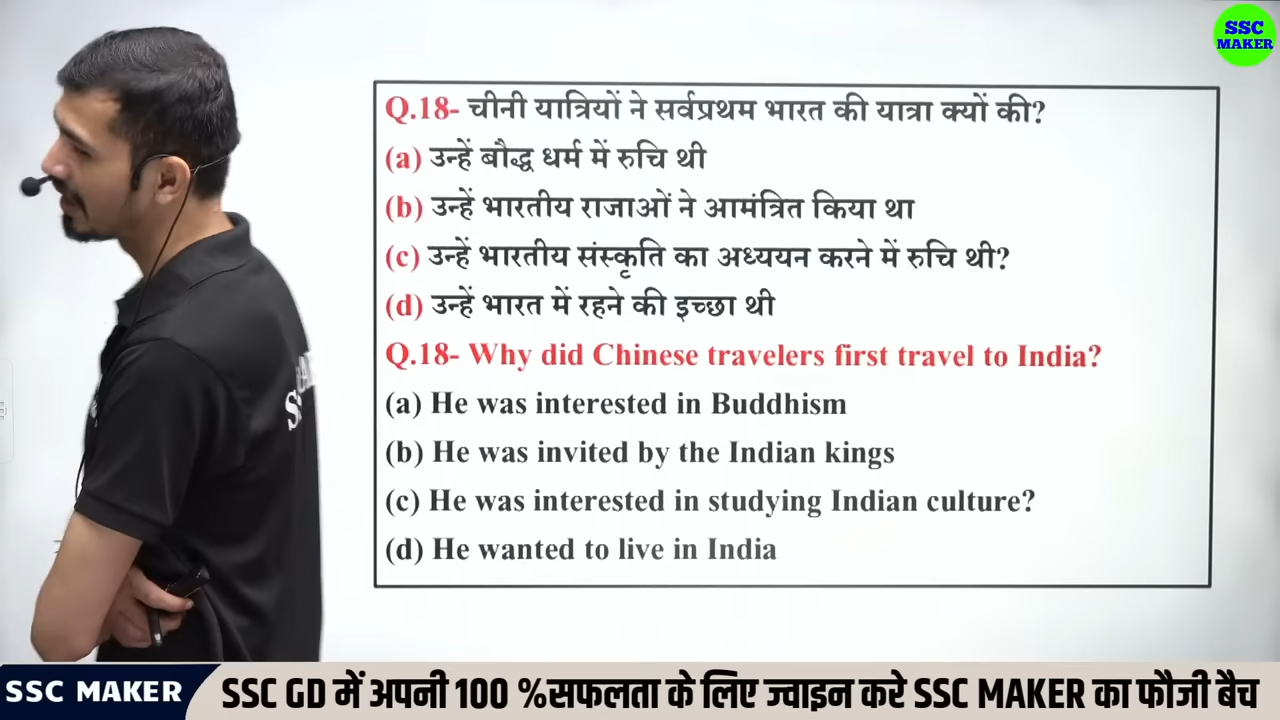 SSC
MAKER
Q.18- चीनी यात्रियों ने सर्वप्रथम भारत की यात्रा क्यों की?
(a) उन्हें बौद्ध धर्म में रुचि थी
(b) उन्हें भारतीय राजाओं ने आमंत्रित किया था
(c) उन्हें भारतीय संस्कृति का अध्ययन करने में रुचि थी?
(d) उन्हें भारत में रहने की इच्छा थी
Q.18- Why did Chinese travelers first travel to India?
(a) He was interested in Buddhism
(b) He was invited by the Indian kings
(c) He was interested in studying Indian culture?
(d) He wanted to live in India
SSC MAKER
SSC GD में अपनी 100 %सफलता के लिए ज्वाइन करे SSC MAKER का फौजी बैच